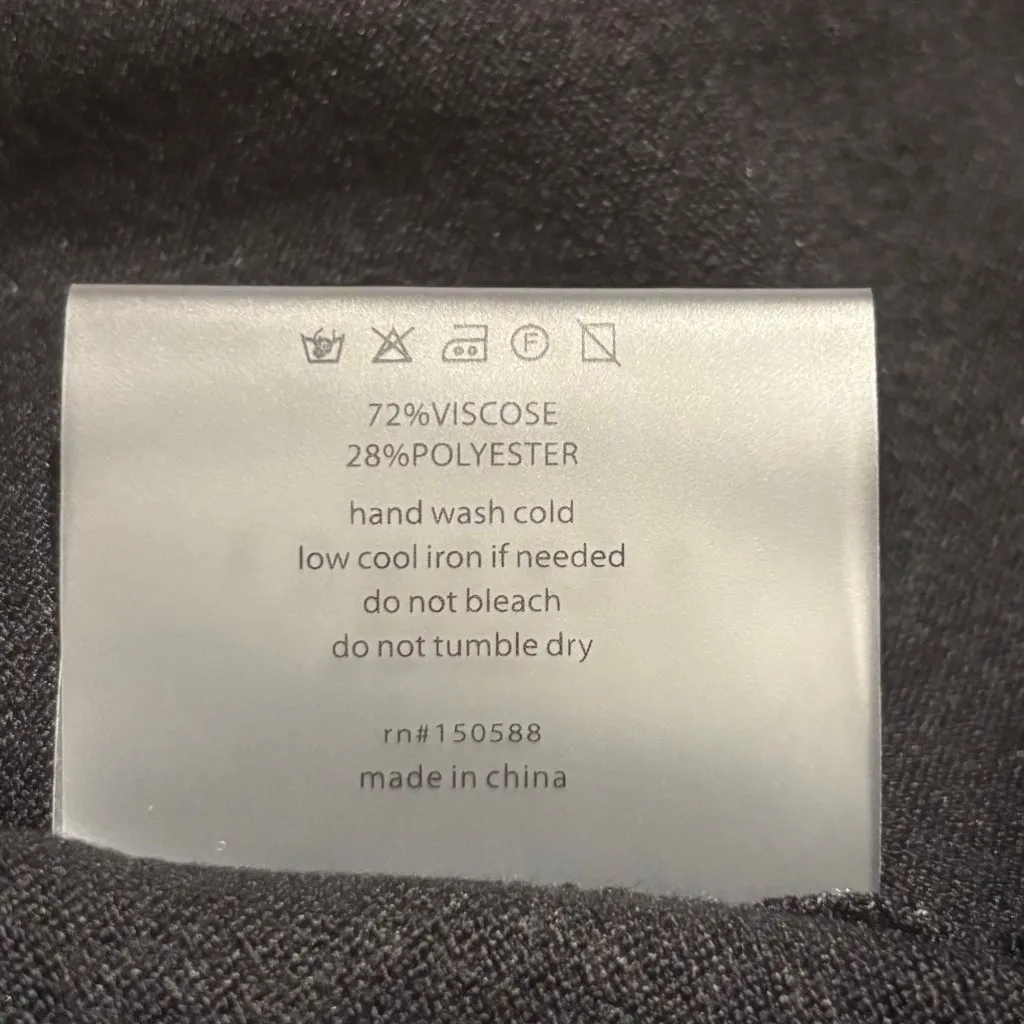 F
72%VISCOSE
28%POLYESTER
hand wash cold
low cool iron if needed
do not bleach
do not tumble dry
rn#150588
made in china